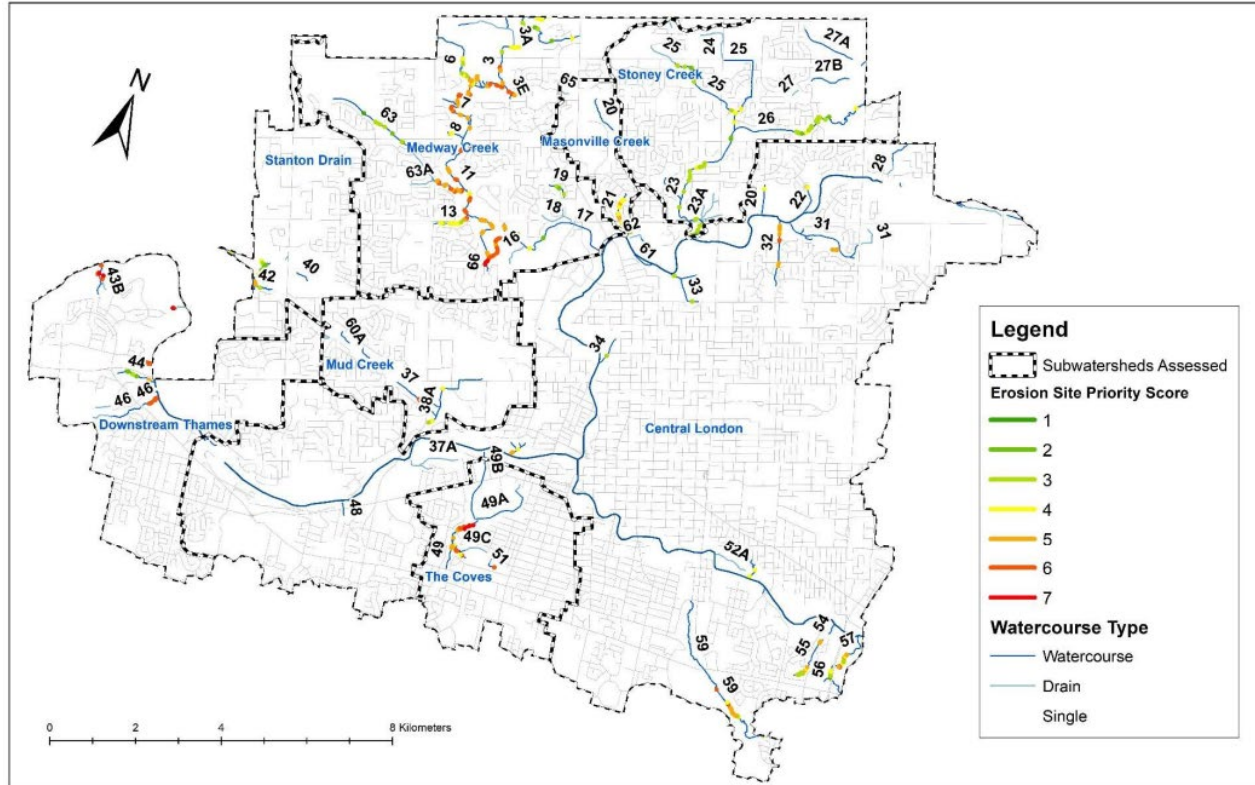 3A
27A
25
24
25
6
3
27B
Stoney Creek
3E
65
27
25
7
20
26
63
8
Masonville Creek
Medway Creek
Stanton Drain
28
63A
11
19
23
20
22
21
23A
18
17
13
31
31
62
16
32
61
66
42
40
43B
33
60A
34
44
Mud Creek
37
46
46
38A
Downstream Thames
Central London
37A
49B
49A
48
49C
49
51
52A
The Coves
54
59
57
55
56
59
N
0 2 4 8 Kilometers
Legend
Subwatersheds Assessed
Erosion Site Priority Score
1
2
3
4
5
6
7
Watercourse Type
Watercourse
Drain
Single